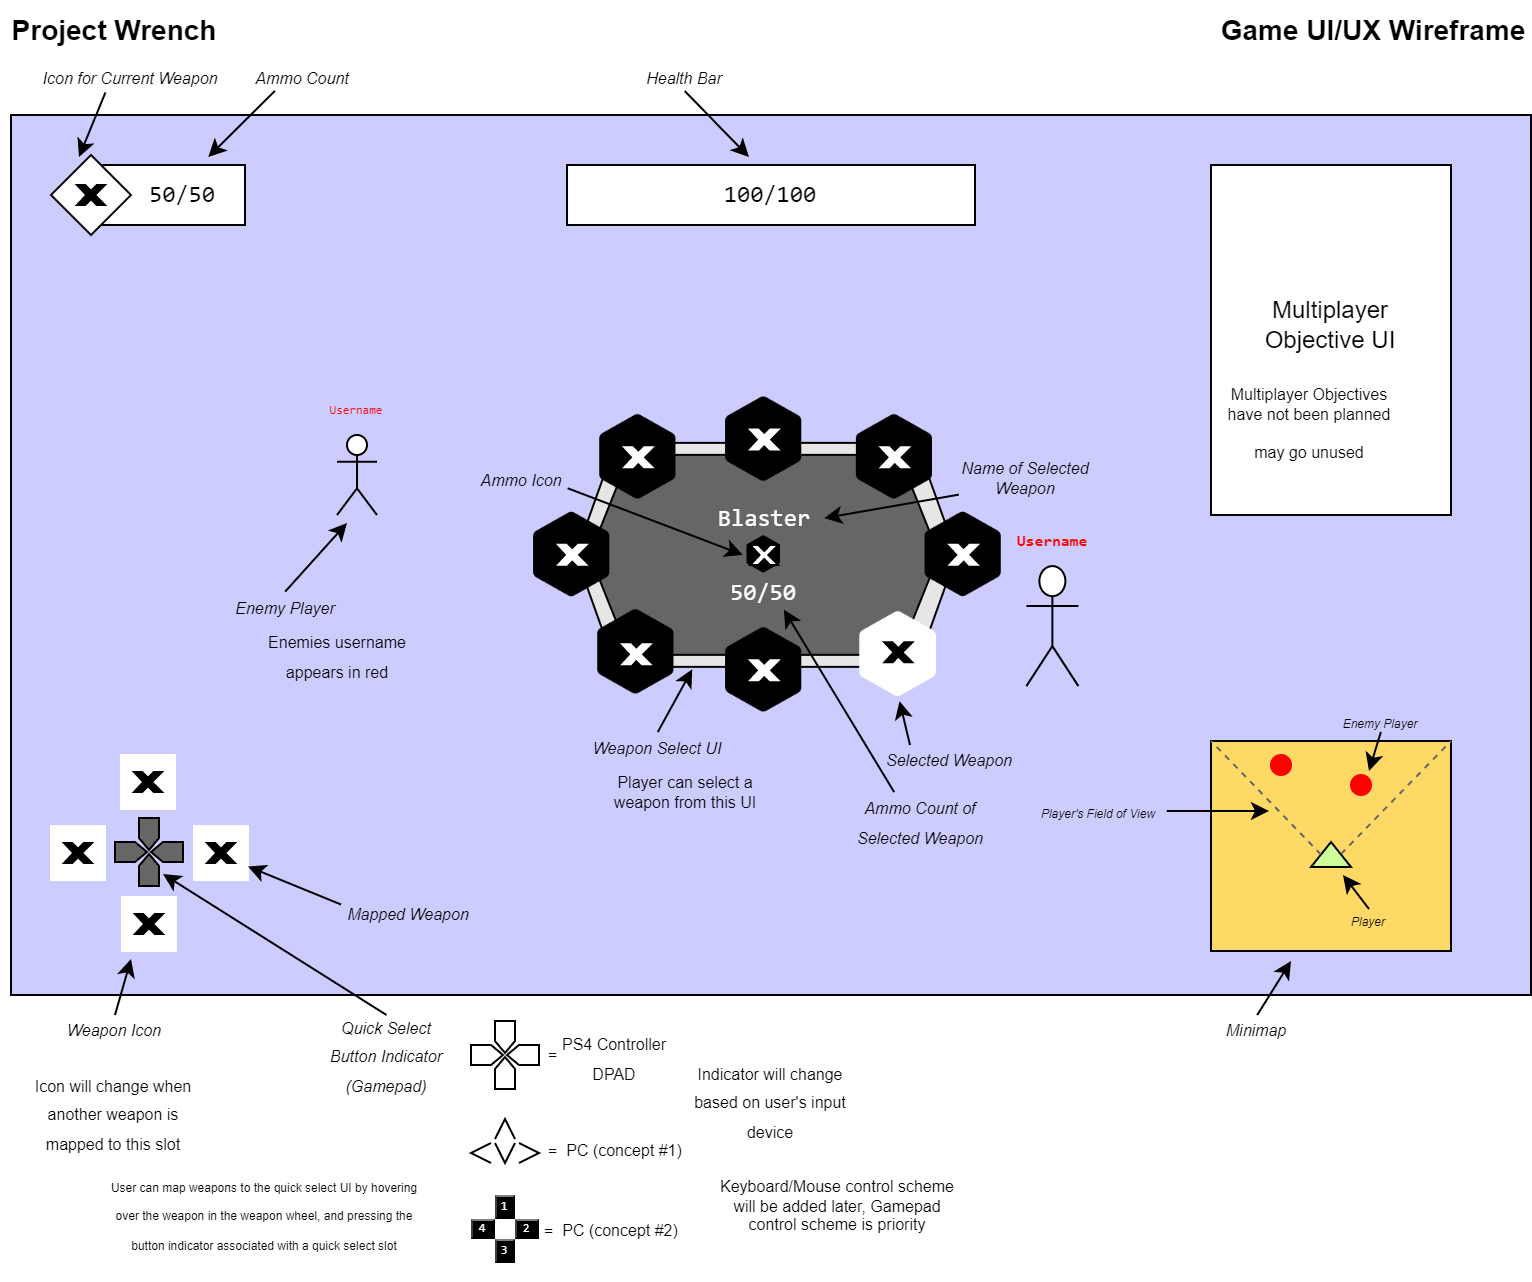 Project Wrench
Game UI/UX Wireframe
Icon for Current Weapon
Ammo Count
Health Bar
50/50
100/100
Multiplayer
Objective UI
Multiplayer Objectives
have not been planned
may go unused
Username
Ammo Icon
Name of Selected
Weapon
Blaster
50/50
Username
Enemy Player
Enemies username
appears in red
Weapon Select UI
Player can select a
weapon from this UI
Selected Weapon
Ammo Count of
Selected Weapon
Enemy Player
Player's Field of View
Player
Mapped Weapon
Minimap
Weapon Icon
Icon will change when
another weapon is
mapped to this slot
Quick Select
Button Indicator
(Gamepad)
= PS4 Controller
DPAD
Indicator will change
based on user's input
device
= PC (concept #1)
User can map weapons to the quick select UI by hovering
over the weapon in the weapon wheel, and pressing the
button indicator associated with a quick select slot
1
4 2
3
= PC (concept #2)
Keyboard/Mouse control scheme
will be added later, Gamepad
control scheme is priority